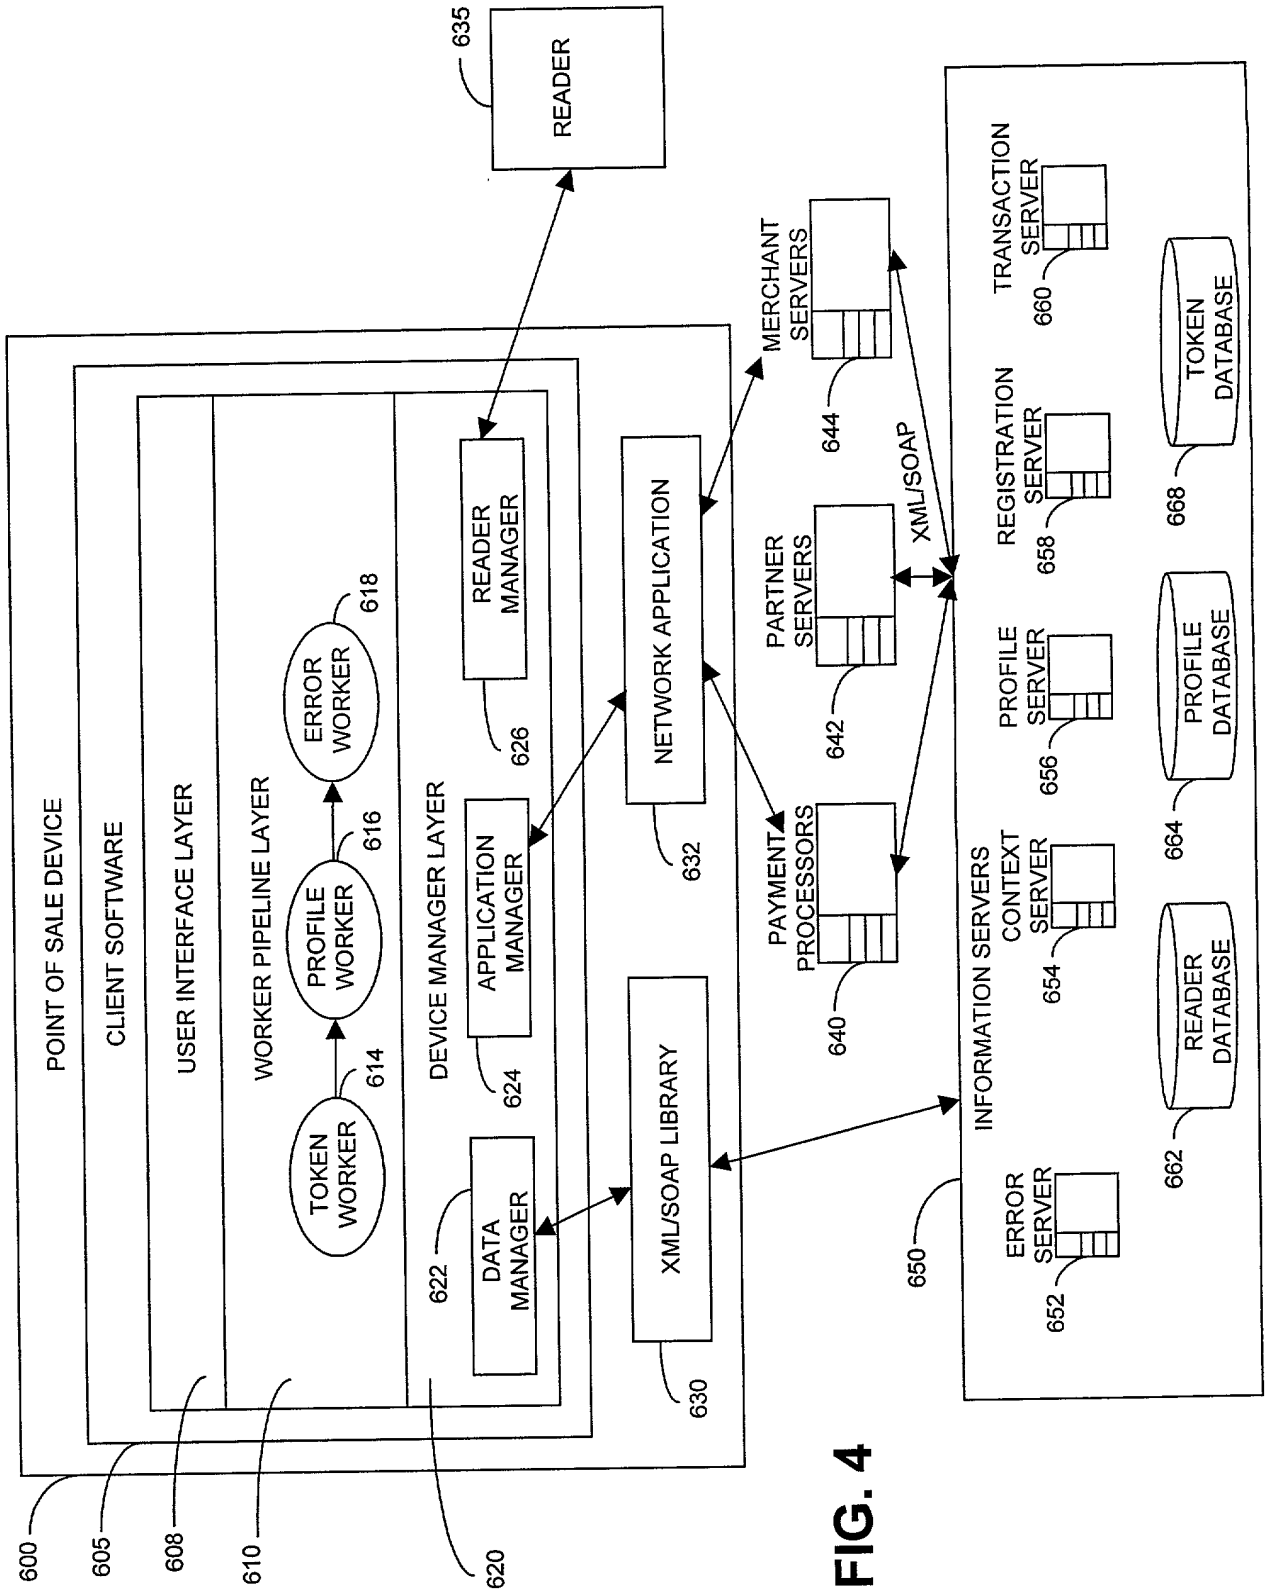 600
POINT OF SALE DEVICE
605
CLIENT SOFTWARE
608
USER INTERFACE LAYER
610
WORKER PIPELINE LAYER
TOKEN
WORKER
614
PROFILE
WORKER
616
ERROR
WORKER
618
620
DEVICE MANAGER LAYER
622
DATA
MANAGER
624
APPLICATION
MANAGER
626
READER
MANAGER
635
READER
630
XML/SOAP LIBRARY
632
NETWORK APPLICATION
PAYMENT
PROCESSORS
640
PARTNER
SERVERS
642
MERCHANT
SERVERS
644
XML/SOAP
650
INFORMATION SERVERS
ERROR
SERVER
652
CONTEXT
SERVER
654
PROFILE
SERVER
656
REGISTRATION
SERVER
658
TRANSACTION
SERVER
660
READER
DATABASE
662
PROFILE
DATABASE
664
TOKEN
DATABASE
668
FIG. 4